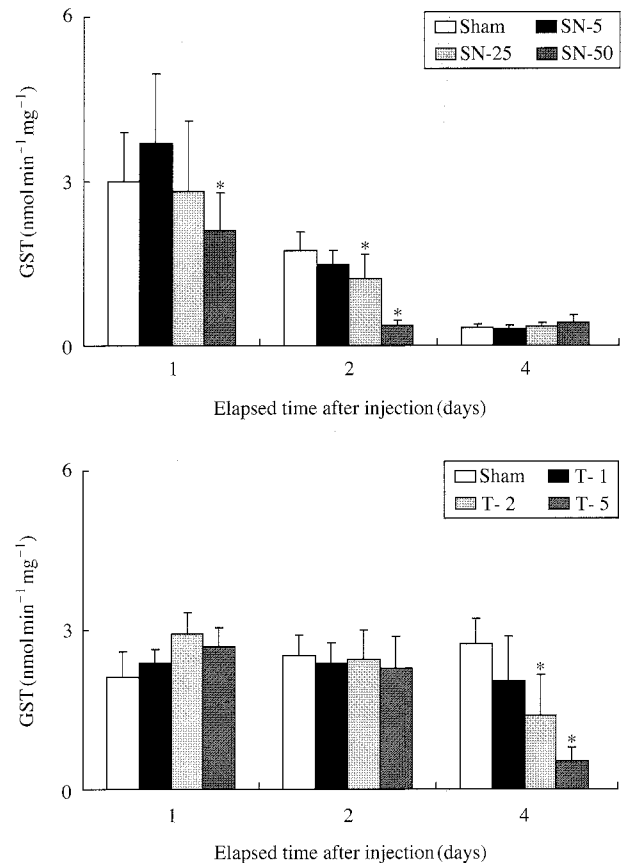 6
Sham SN-5
SN-25 SN-50
GST (nmol min⁻¹ mg⁻¹)
3
*
*
*
0
1 2 4
Elapsed time after injection (days)
6
Sham T- 1
T- 2 T- 5
GST (nmol min⁻¹ mg⁻¹)
3
*
*
0
1 2 4
Elapsed time after injection (days)